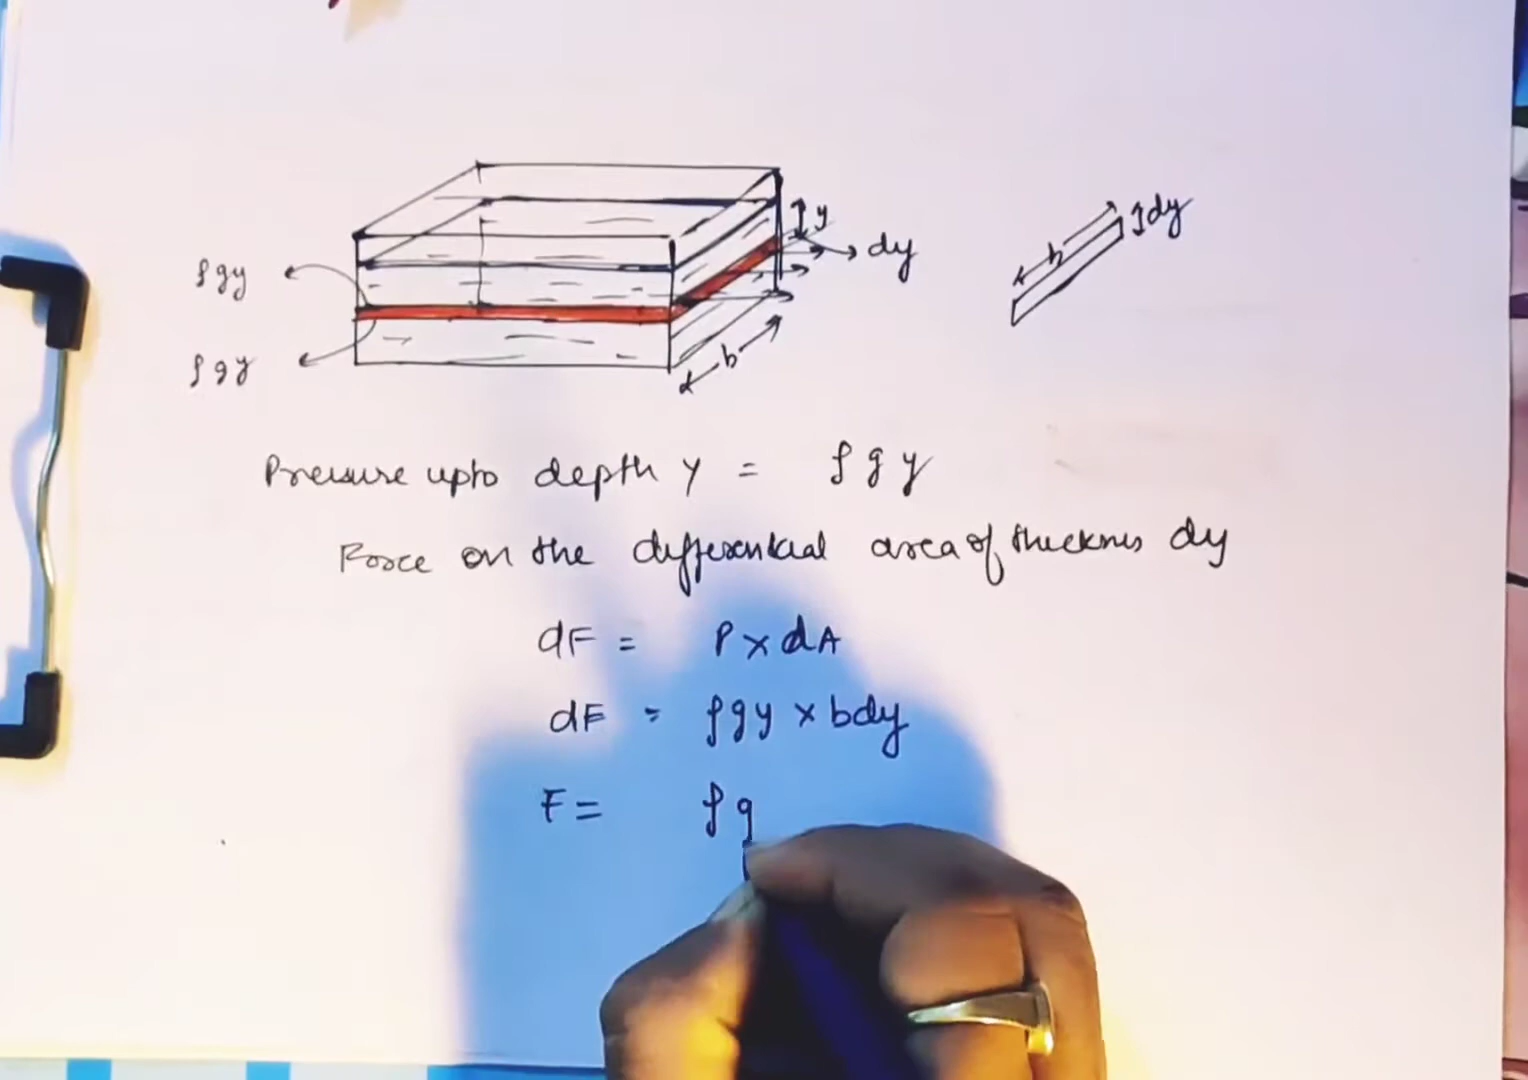 ρgy
ρgy
y
dy
b
b
dy
Pressure upto depth y = ρgy
Force on the differential area of thickness dy
dF = P x dA
dF = ρgy x bdy
F = ρg